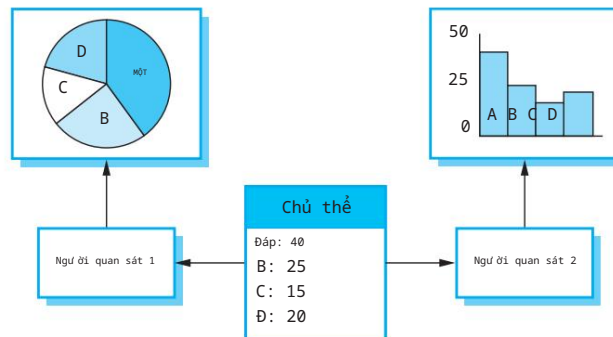 D
MỘT
C
B
50
25
0
A B C D
Chủ thể
Đáp: 40
B: 25
C: 15
Đ: 20
Người quan sát 1
Người quan sát 2